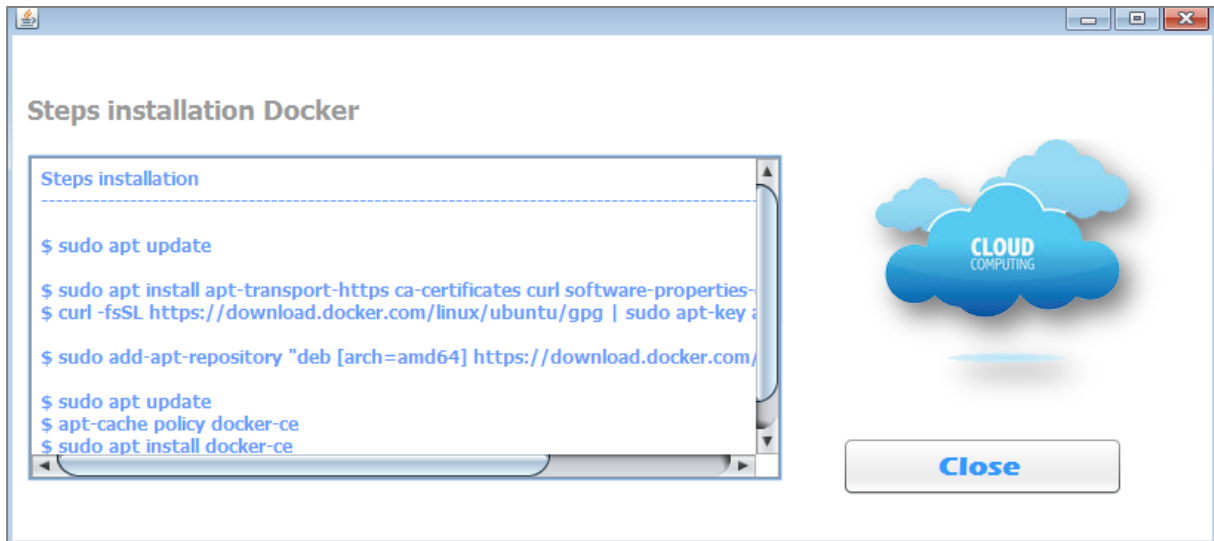 Steps installation Docker
Steps installation
--------------------------------------------------------------------------------------------------------
$ sudo apt update
$ sudo apt install apt-transport-https ca-certificates curl software-properties-
$ curl -fsSL https://download.docker.com/linux/ubuntu/gpg | sudo apt-key a
$ sudo add-apt-repository "deb [arch=amd64] https://download.docker.com/
$ sudo apt update
$ apt-cache policy docker-ce
$ sudo apt install docker-ce
CLOUD
COMPUTING
Close